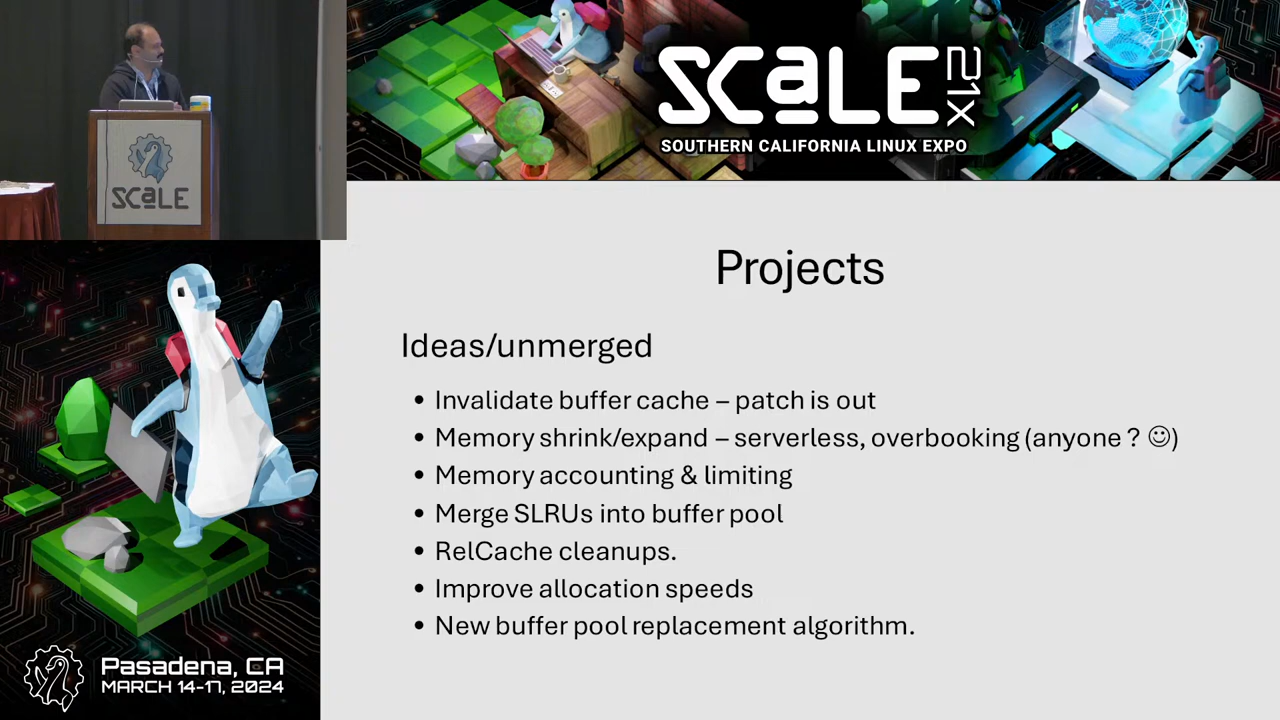 SCALE
21x
SOUTHERN CALIFORNIA LINUX EXPO
SCALE
Projects
Ideas/unmerged
• Invalidate buffer cache – patch is out
• Memory shrink/expand – serverless, overbooking (anyone ? ☺)
• Memory accounting & limiting
• Merge SLRUs into buffer pool
• RelCache cleanups.
• Improve allocation speeds
• New buffer pool replacement algorithm.
Pasadena, CA
MARCH 14-17, 2024